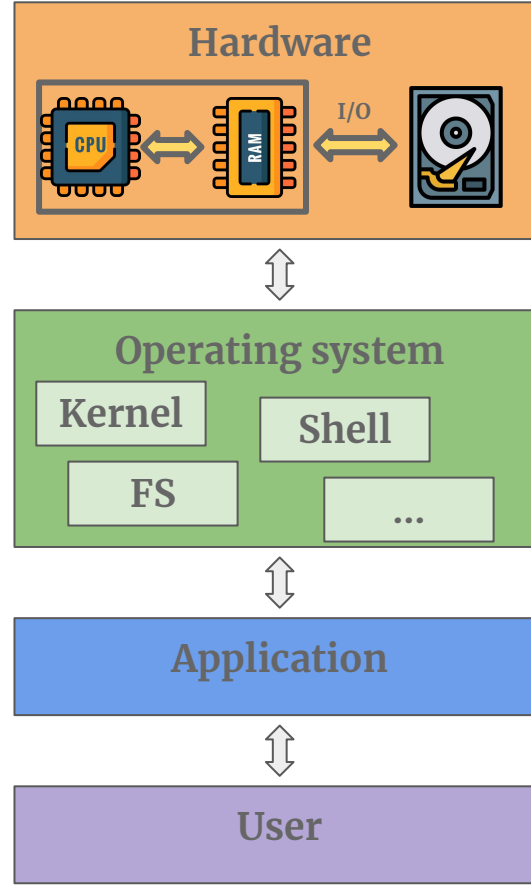 Hardware
CPU
RAM
I/O
Operating system
Kernel
Shell
FS
...
Application
User